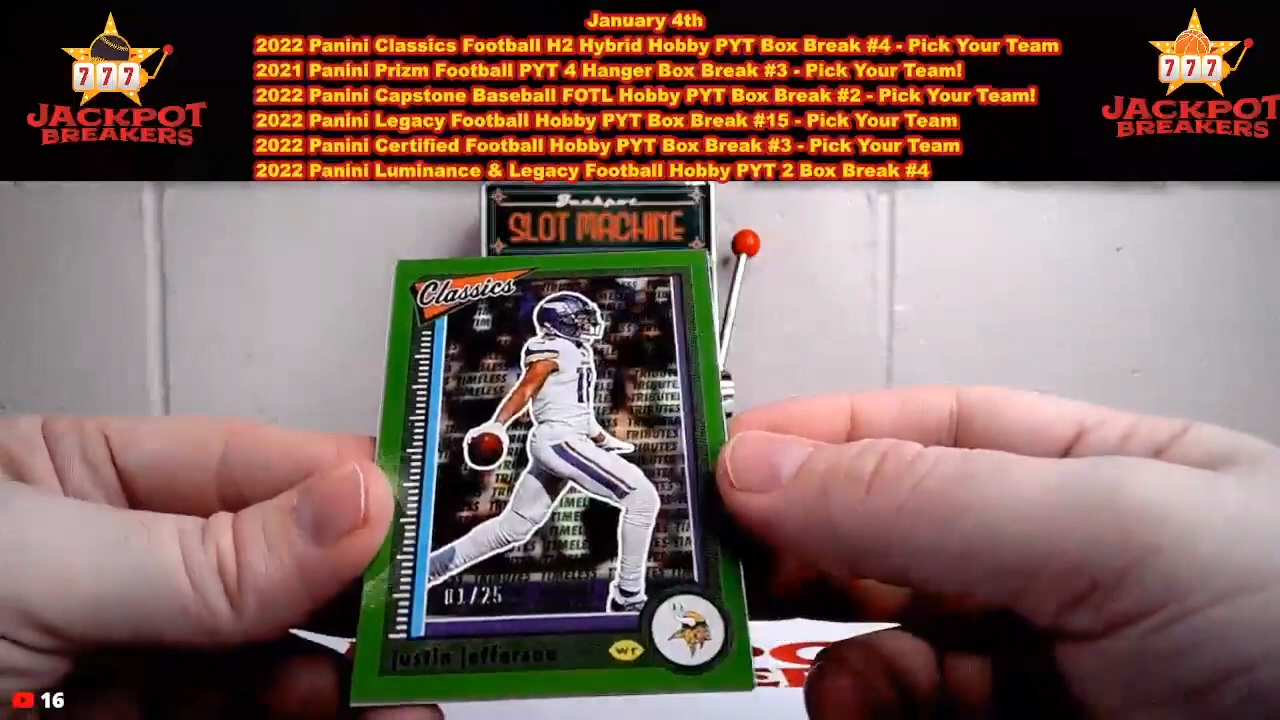 January 4th
2022 Panini Classics Football H2 Hybrid Hobby PYT Box Break #4 - Pick Your Team
2021 Panini Prizm Football PYT 4 Hanger Box Break #3 - Pick Your Team!
2022 Panini Capstone Baseball FOTL Hobby PYT Box Break #2 - Pick Your Team!
2022 Panini Legacy Football Hobby PYT Box Break #15 - Pick Your Team
2022 Panini Certified Football Hobby PYT Box Break #3 - Pick Your Team
2022 Panini Luminance & Legacy Football Hobby PYT 2 Box Break #4
777
JACKPOT
BREAKERS
777
JACKPOT
BREAKERS
Jackpot
SLOT MACHINE
Classics
TIMELESS
TRIBUTES
01/25
Justin Jefferson
WR
16